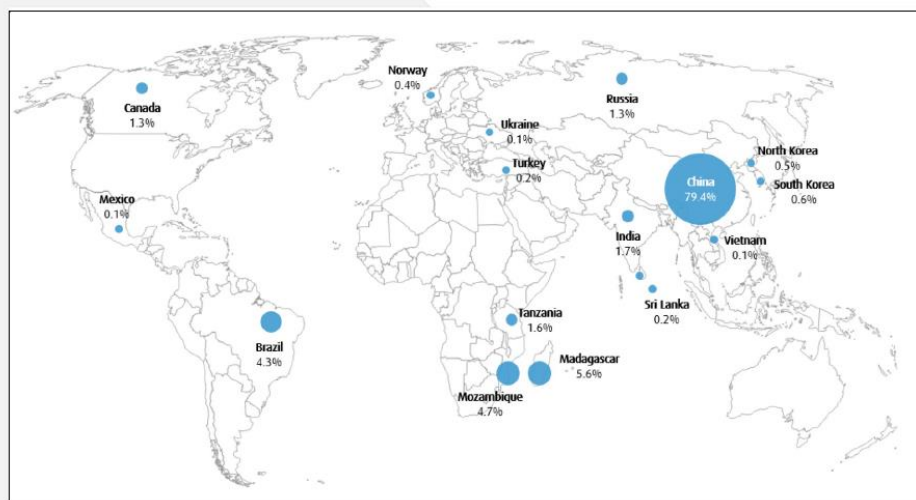 Norway
0.4%
Canada
1.3%
Russia
1.3%
Ukraine
0.1%
Turkey
0.2%
North Korea
0.5%
South Korea
0.6%
China
79.4%
Mexico
0.1%
India
1.7%
Vietnam
0.1%
Sri Lanka
0.2%
Tanzania
1.6%
Brazil
4.3%
Madagascar
5.6%
Mozambique
4.7%